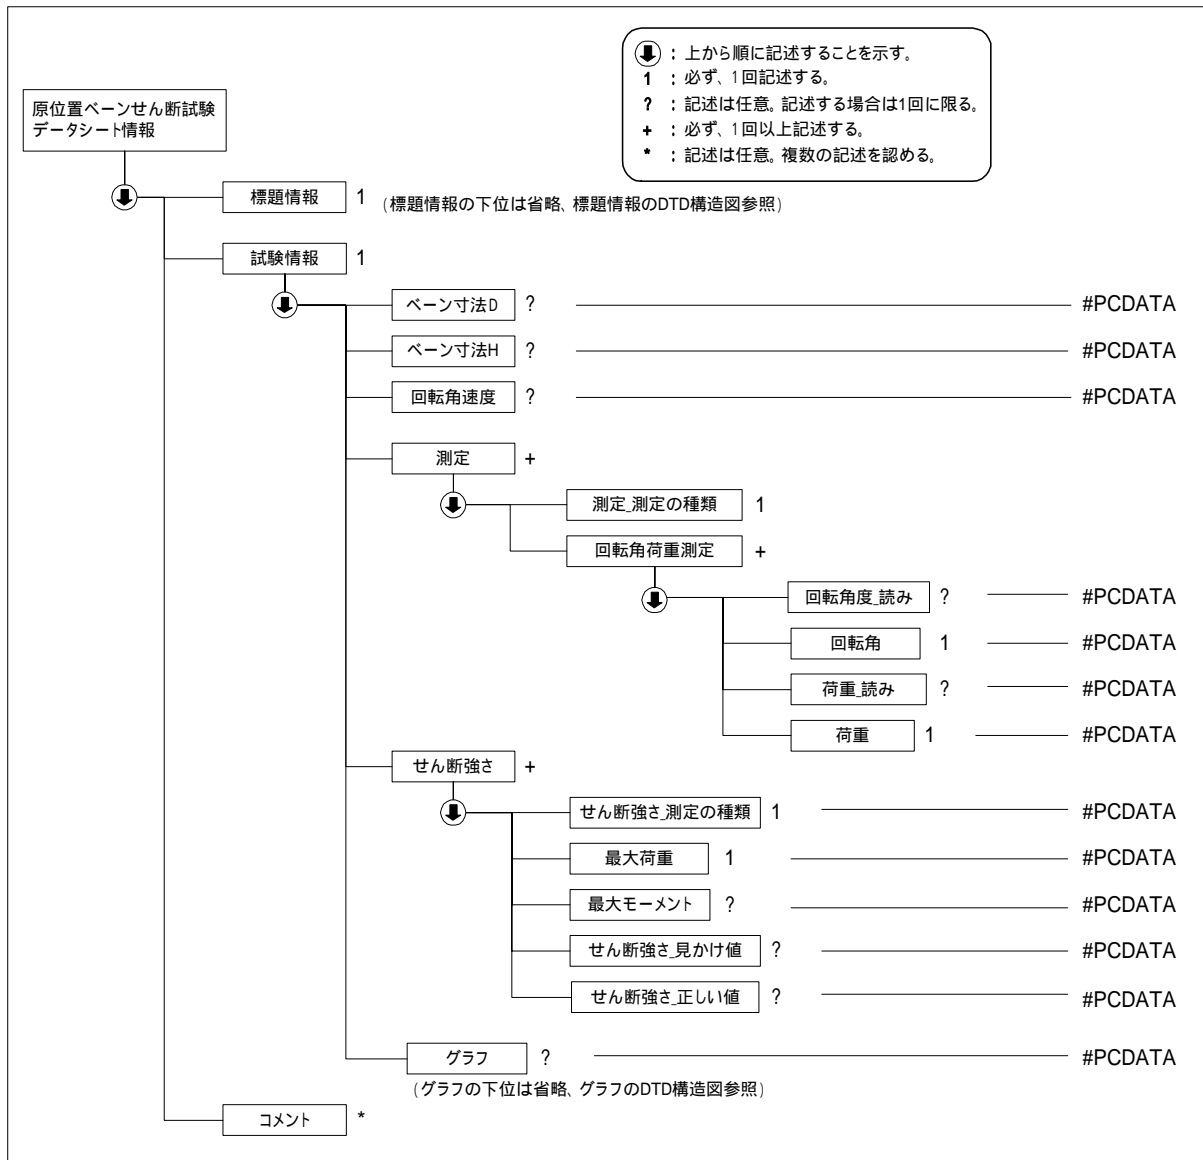 : 上から順に記述することを示す。
1 : 必ず、1回記述する。
? : 記述は任意。記述する場合は1回に限る。
+ : 必ず、1回以上記述する。
* : 記述は任意。複数の記述を認める。
原位置ベーンせん断試験
データシート情報
標題情報 1 (標題情報の下位は省略、標題情報のDTD構造図参照)
試験情報 1
ベーン寸法D ? #PCDATA
ベーン寸法H ? #PCDATA
回転角速度 ? #PCDATA
測定 +
測定_測定の種類 1
回転角荷重測定 +
回転角度_読み ? #PCDATA
回転角 1 #PCDATA
荷重_読み ? #PCDATA
荷重 1 #PCDATA
せん断強さ +
せん断強さ_測定の種類 1 #PCDATA
最大荷重 1 #PCDATA
最大モーメント ? #PCDATA
せん断強さ_見かけ値 ? #PCDATA
せん断強さ_正しい値 ? #PCDATA
グラフ ? #PCDATA
(グラフの下位は省略、グラフのDTD構造図参照)
コメント *